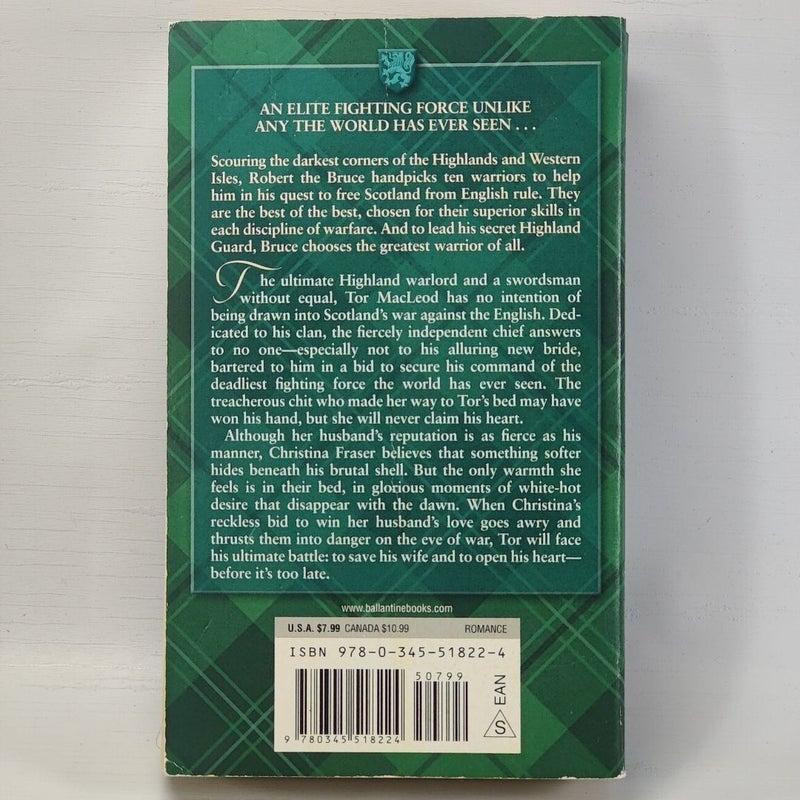 AN ELITE FIGHTING FORCE UNLIKE
ANY THE WORLD HAS EVER SEEN . . .
Scouring the darkest corners of the Highlands and Western
Isles, Robert the Bruce handpicks ten warriors to help
him in his quest to free Scotland from English rule. They
are the best of the best, chosen for their superior skills in
each discipline of warfare. And to lead his secret Highland
Guard, Bruce chooses the greatest warrior of all.
The ultimate Highland warlord and a swordsman
without equal, Tor MacLeod has no intention of
being drawn into Scotland's war against the English. Ded-
icated to his clan, the fiercely independent chief answers
to no one—especially not to his alluring new bride,
bartered to him in a bid to secure his command of the
deadliest fighting force the world has ever seen. The
treacherous chit who made her way to Tor's bed may have
won his hand, but she will never claim his heart.
Although her husband's reputation is as fierce as his
manner, Christina Fraser believes that something softer
hides beneath his brutal shell. But the only warmth she
feels is in their bed, in glorious moments of white-hot
desire that disappear with the dawn. When Christina's
reckless bid to win her husband's love goes awry and
thrusts them into danger on the eve of war, Tor will face
his ultimate battle: to save his wife and to open his heart—
before it's too late.
www.ballantinebooks.com
U.S.A. $7.99 CANADA $10.99 ROMANCE
ISBN 978-0-345-51822-4
50799
9 780345 518224
S EAN